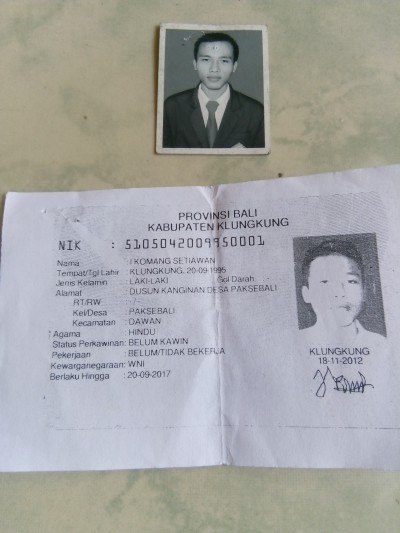 PROVINSI BALI
KABUPATEN KLUNGKUNG
NIK : 5105042009950001
Nama : I KOMANG SETIAWAN
Tempat/Tgl Lahir : KLUNGKUNG, 20-09-1995
Jenis Kelamin : LAKI-LAKI Gol Darah : -
Alamat : DUSUN KANGINAN DESA PAKSEBALI
RT/RW : -/-
Kel/Desa : PAKSEBALI
Kecamatan : DAWAN
Agama : HINDU
Status Perkawinan: BELUM KAWIN
Pekerjaan : BELUM/TIDAK BEKERJA
Kewarganegaraan: WNI
Berlaku Hingga : 20-09-2017
KLUNGKUNG
18-11-2012